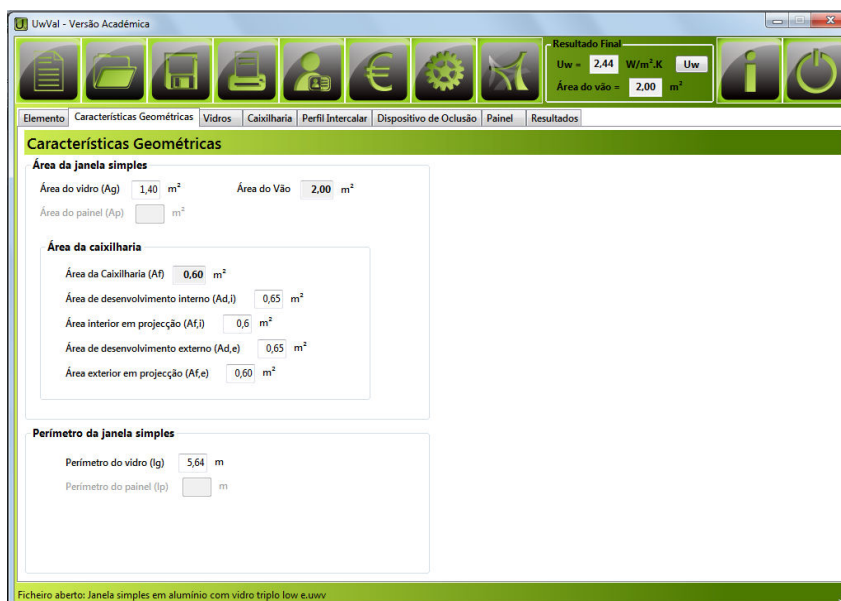 UwVal - Versão Académica
Resultado Final
Uw = 2,44 W/m².K Uw
Área do vão = 2,00 m²
Elemento Características Geométricas Vidros Caixilharia Perfil Intercalar Dispositivo de Oclusão Painel Resultados
Características Geométricas
Área da janela simples
Área do vidro (Ag) 1,40 m² Área do Vão 2,00 m²
Área do painel (Ap) m²
Área da caixilharia
Área da Caixilharia (Af) 0,60 m²
Área de desenvolvimento interno (Ad,i) 0,65 m²
Área interior em projecção (Af,i) 0,6 m²
Área de desenvolvimento externo (Ad,e) 0,65 m²
Área exterior em projecção (Af,e) 0,60 m²
Perímetro da janela simples
Perímetro do vidro (lg) 5,64 m
Perímetro do painel (lp) m
Ficheiro aberto: Janela simples em alumínio com vidro triplo low e.uwv